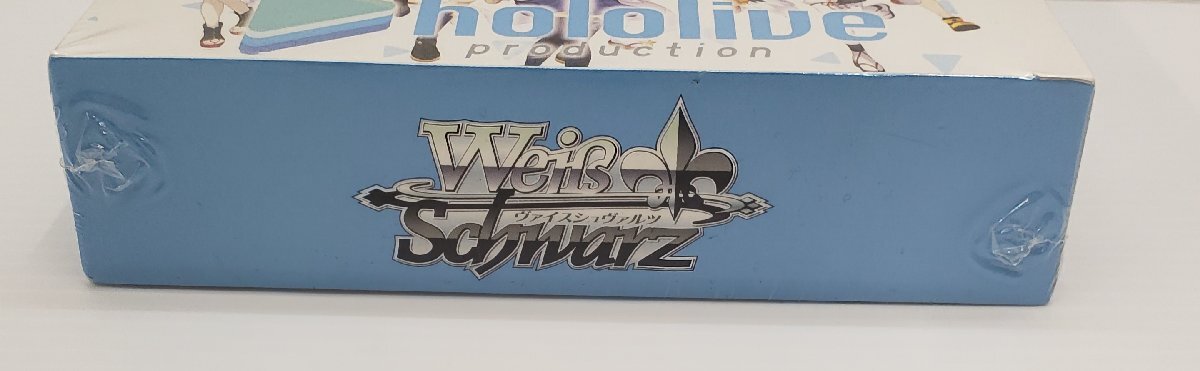 hololive
production
Weiß
ヴァイスシュヴァルツ
Schwarz